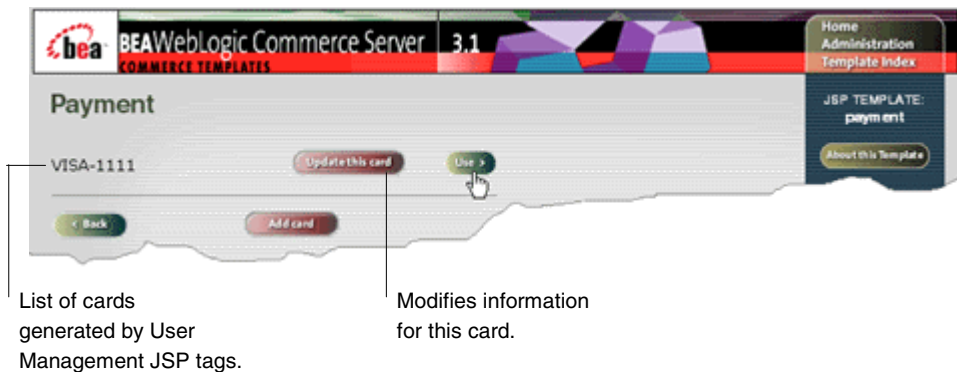 bea BEA WebLogic Commerce Server 3.1
COMMERCE TEMPLATES
Home
Administration
Template Index
Payment
JSP TEMPLATE:
payment
VISA-1111
Update this card
Use >
About this Template
< Back
Add card
List of cards
generated by User
Management JSP tags.
Modifies information
for this card.